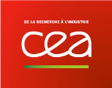 DE LA RECHERCHE À L'INDUSTRIE
cea